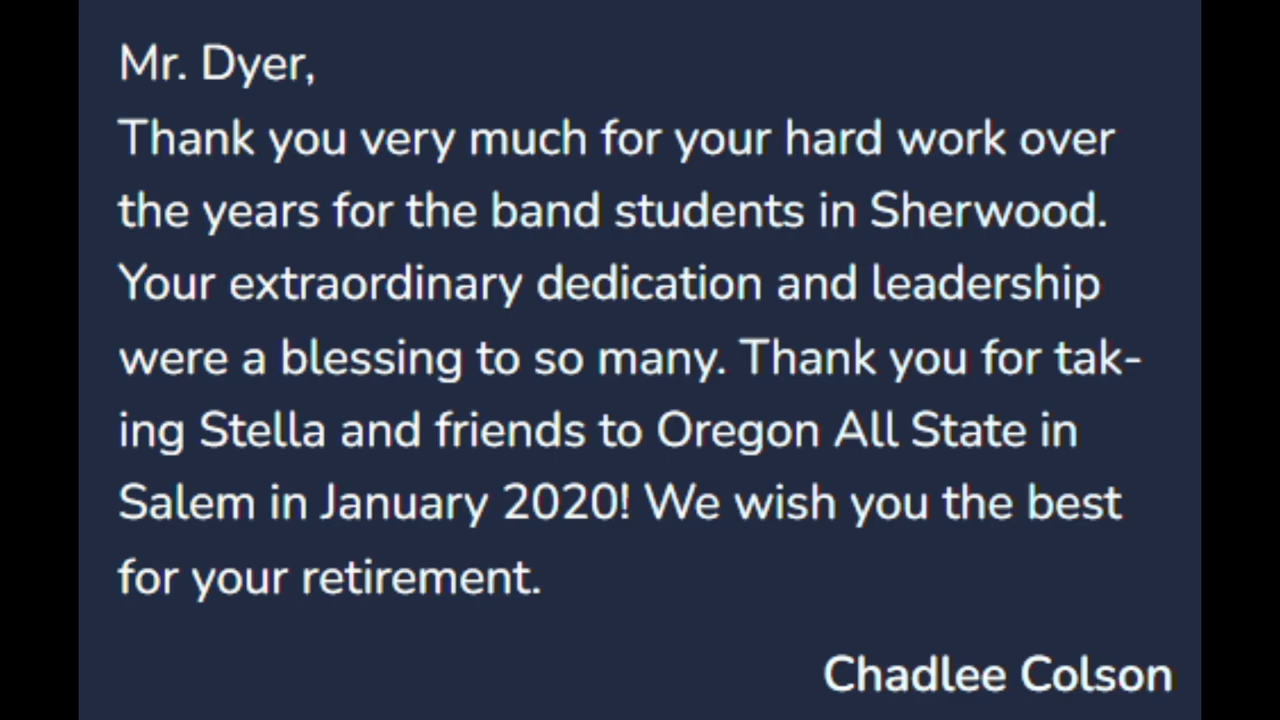 Mr. Dyer,
Thank you very much for your hard work over
the years for the band students in Sherwood.
Your extraordinary dedication and leadership
were a blessing to so many. Thank you for tak-
ing Stella and friends to Oregon All State in
Salem in January 2020! We wish you the best
for your retirement.
Chadlee Colson